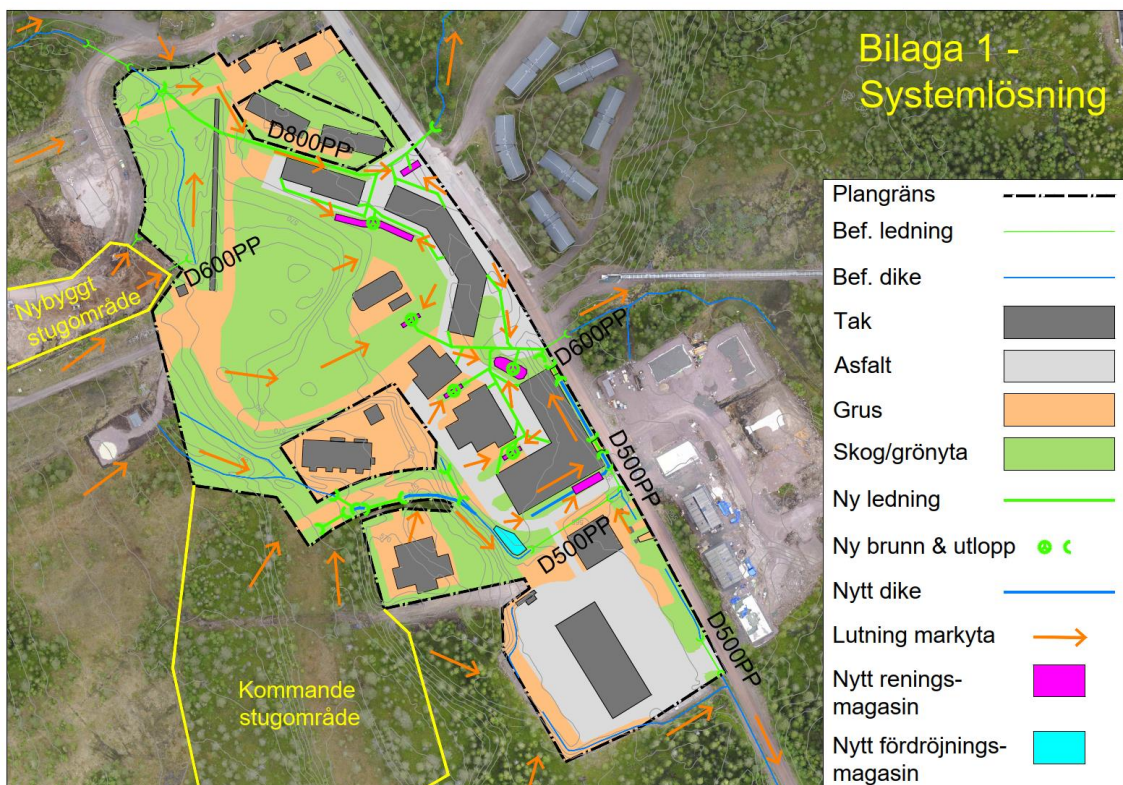 Bilaga 1 -
Systemlösning
D800PP
D600PP
Nybyggt
stugområde
D600PP
D500PP
D500PP
D500PP
Kommande
stugområde
Plangräns
Bef. ledning
Bef. dike
Tak
Asfalt
Grus
Skog/grönyta
Ny ledning
Ny brunn & utlopp
Nytt dike
Lutning markyta
Nytt renings-
magasin
Nytt fördröjnings-
magasin